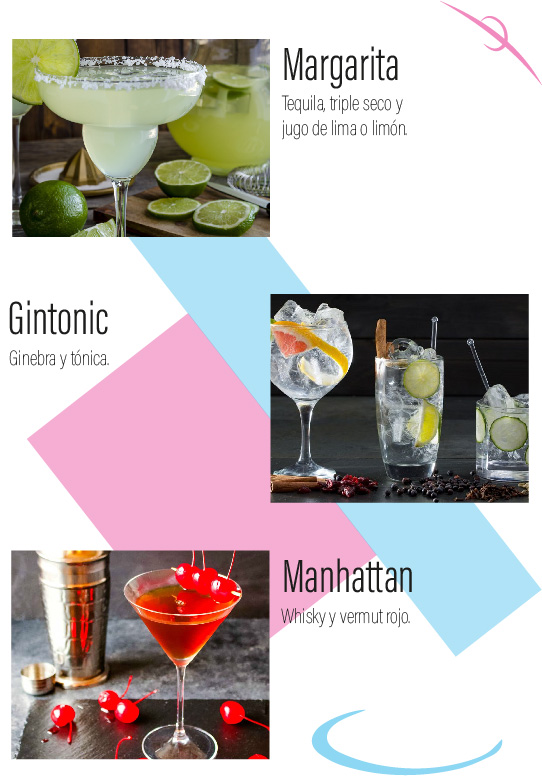 Margarita
Tequila, triple seco y
jugo de lima o limón.
Gintonic
Ginebra y tónica.
Manhattan
Whisky y vermut rojo.